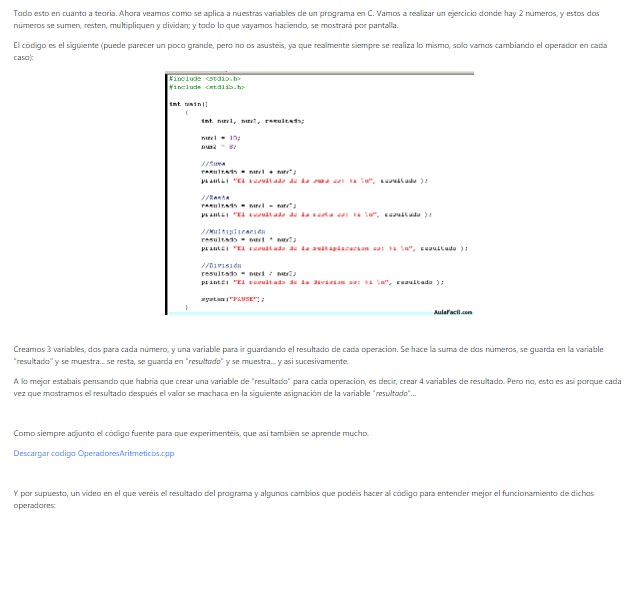 Todo esto en cuanto a teoría. Ahora veamos como se aplica a nuestras variables de un programa en C. Vamos a realizar un ejercicio donde hay 2 números, y estos dos
números se sumen, resten, multipliquen y dividan; y todo lo que vayamos haciendo, se mostrará por pantalla.
El código es el siguiente (puede parecer un poco grande, pero no os asustéis, ya que realmente siempre se realiza lo mismo, solo vamos cambiando el operador en cada
caso):
#include <stdio.h>
#include <stdlib.h>
int main()
{
int num1, num2, resultado;
num1 = 15;
num2 = 8;
//Suma
resultado = num1 + num2;
printf( "El resultado de la suma es: %i \n", resultado );
//Resta
resultado = num1 - num2;
printf( "El resultado de la resta es: %i \n", resultado );
//Multiplicación
resultado = num1 * num2;
printf( "El resultado de la multiplicacion es: %i \n", resultado );
//División
resultado = num1 / num2;
printf( "El resultado de la division es: %i \n", resultado );
system("PAUSE");
}
AulaFacil.com
Creamos 3 variables, dos para cada número, y una variable para ir guardando el resultado de cada operación. Se hace la suma de dos números, se guarda en la variable
"resultado" y se muestra... se resta, se guarda en "resultado" y se muestra... y así sucesivamente.
A lo mejor estabais pensando que habría que crear una variable de "resultado" para cada operación, es decir, crear 4 variables de resultado. Pero no, esto es así porque cada
vez que mostramos el resultado después el valor se machaca en la siguiente asignación de la variable "resultado"...
Como siempre adjunto el código fuente para que experimentéis, que así también se aprende mucho.
Descargar codigo OperadoresAritmeticos.cpp
Y por supuesto, un video en el que veréis el resultado del programa y algunos cambios que podéis hacer al código para entender mejor el funcionamiento de dichos
operadores: